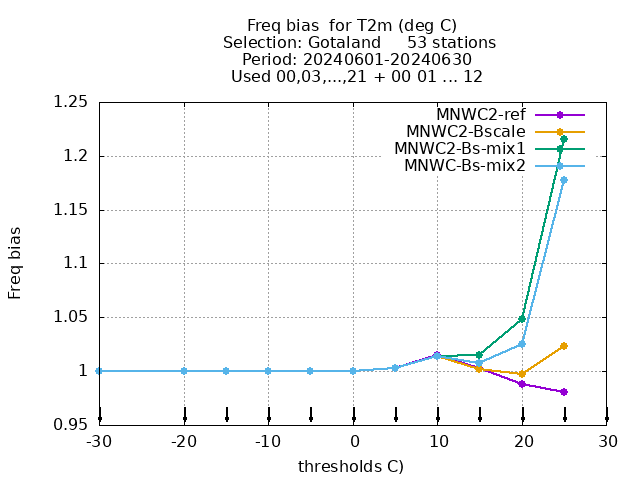 Freq bias  for T2m (deg C)
Selection: Gotaland     53 stations
Period: 20240601-20240630
Used 00,03,...,21 + 00 01 ... 12
MNWC2-ref
MNWC2-Bscale
MNWC2-Bs-mix1
MNWC-Bs-mix2
1.25
1.2
1.15
1.1
1.05
1
0.95
Freq bias
-30
-20
-10
0
10
20
30
thresholds C)